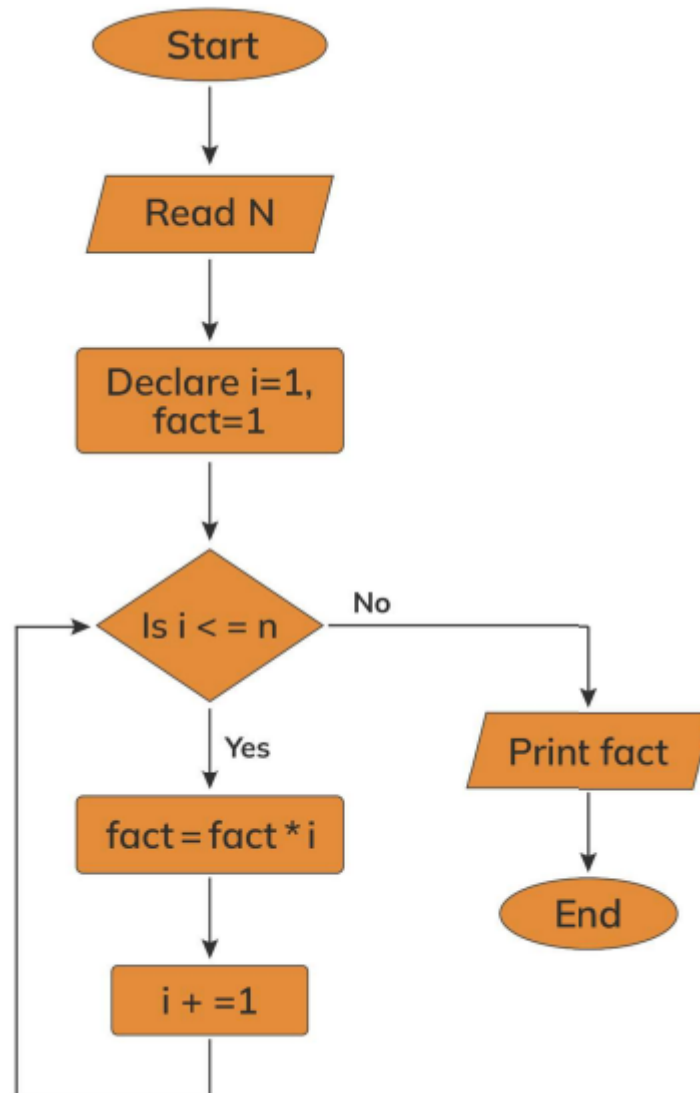 Start
Read N
Declare i=1,
fact=1
Is i < = n
No
Yes
Print fact
fact = fact * i
End
i + =1